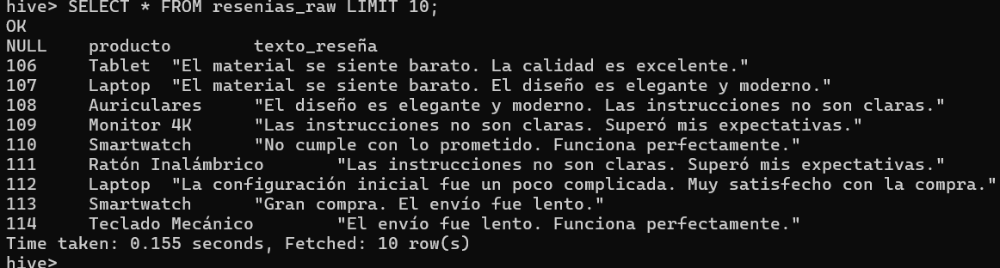 hive> SELECT * FROM resenias_raw LIMIT 10;
OK
NULL    producto        texto_reseña
106     Tablet  "El material se siente barato. La calidad es excelente."
107     Laptop  "El material se siente barato. El diseño es elegante y moderno."
108     Auriculares     "El diseño es elegante y moderno. Las instrucciones no son claras."
109     Monitor 4K      "Las instrucciones no son claras. Superó mis expectativas."
110     Smartwatch      "No cumple con lo prometido. Funciona perfectamente."
111     Ratón Inalámbrico       "Las instrucciones no son claras. Superó mis expectativas."
112     Laptop  "La configuración inicial fue un poco complicada. Muy satisfecho con la compra."
113     Smartwatch      "Gran compra. El envío fue lento."
114     Teclado Mecánico        "El envío fue lento. Funciona perfectamente."
Time taken: 0.155 seconds, Fetched: 10 row(s)
hive>